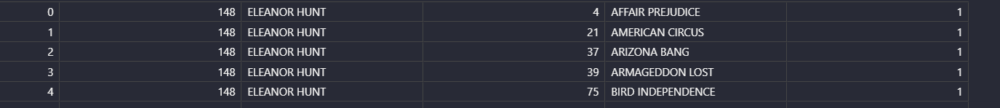 0 148 ELEANOR HUNT 4 AFFAIR PREJUDICE 1
1 148 ELEANOR HUNT 21 AMERICAN CIRCUS 1
2 148 ELEANOR HUNT 37 ARIZONA BANG 1
3 148 ELEANOR HUNT 39 ARMAGEDDON LOST 1
4 148 ELEANOR HUNT 75 BIRD INDEPENDENCE 1